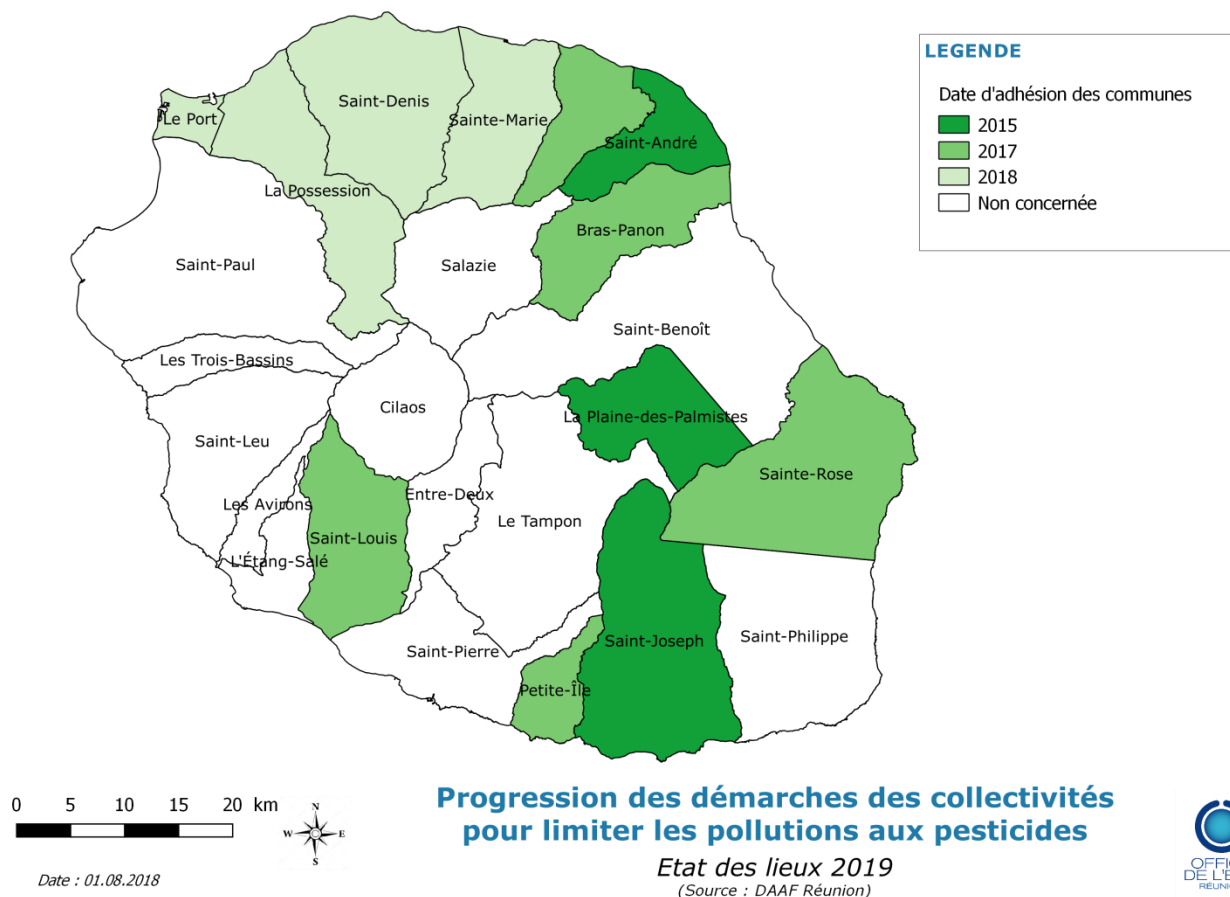 LEGENDE
Date d'adhésion des communes
2015
2017
2018
Non concernée
Le Port
Saint-Denis
Sainte-Marie
Saint-André
La Possession
Bras-Panon
Saint-Paul
Salazie
Saint-Benoît
Les Trois-Bassins
Cilaos
La Plaine-des-Palmistes
Saint-Leu
Sainte-Rose
Les Avirons
Entre-Deux
Le Tampon
Saint-Louis
L'Étang-Salé
Saint-Joseph
Saint-Philippe
Saint-Pierre
Petite-Île
0 5 10 15 20 km
N
W E
S
Date : 01.08.2018
Progression des démarches des collectivités
pour limiter les pollutions aux pesticides
Etat des lieux 2019
(Source : DAAF Réunion)